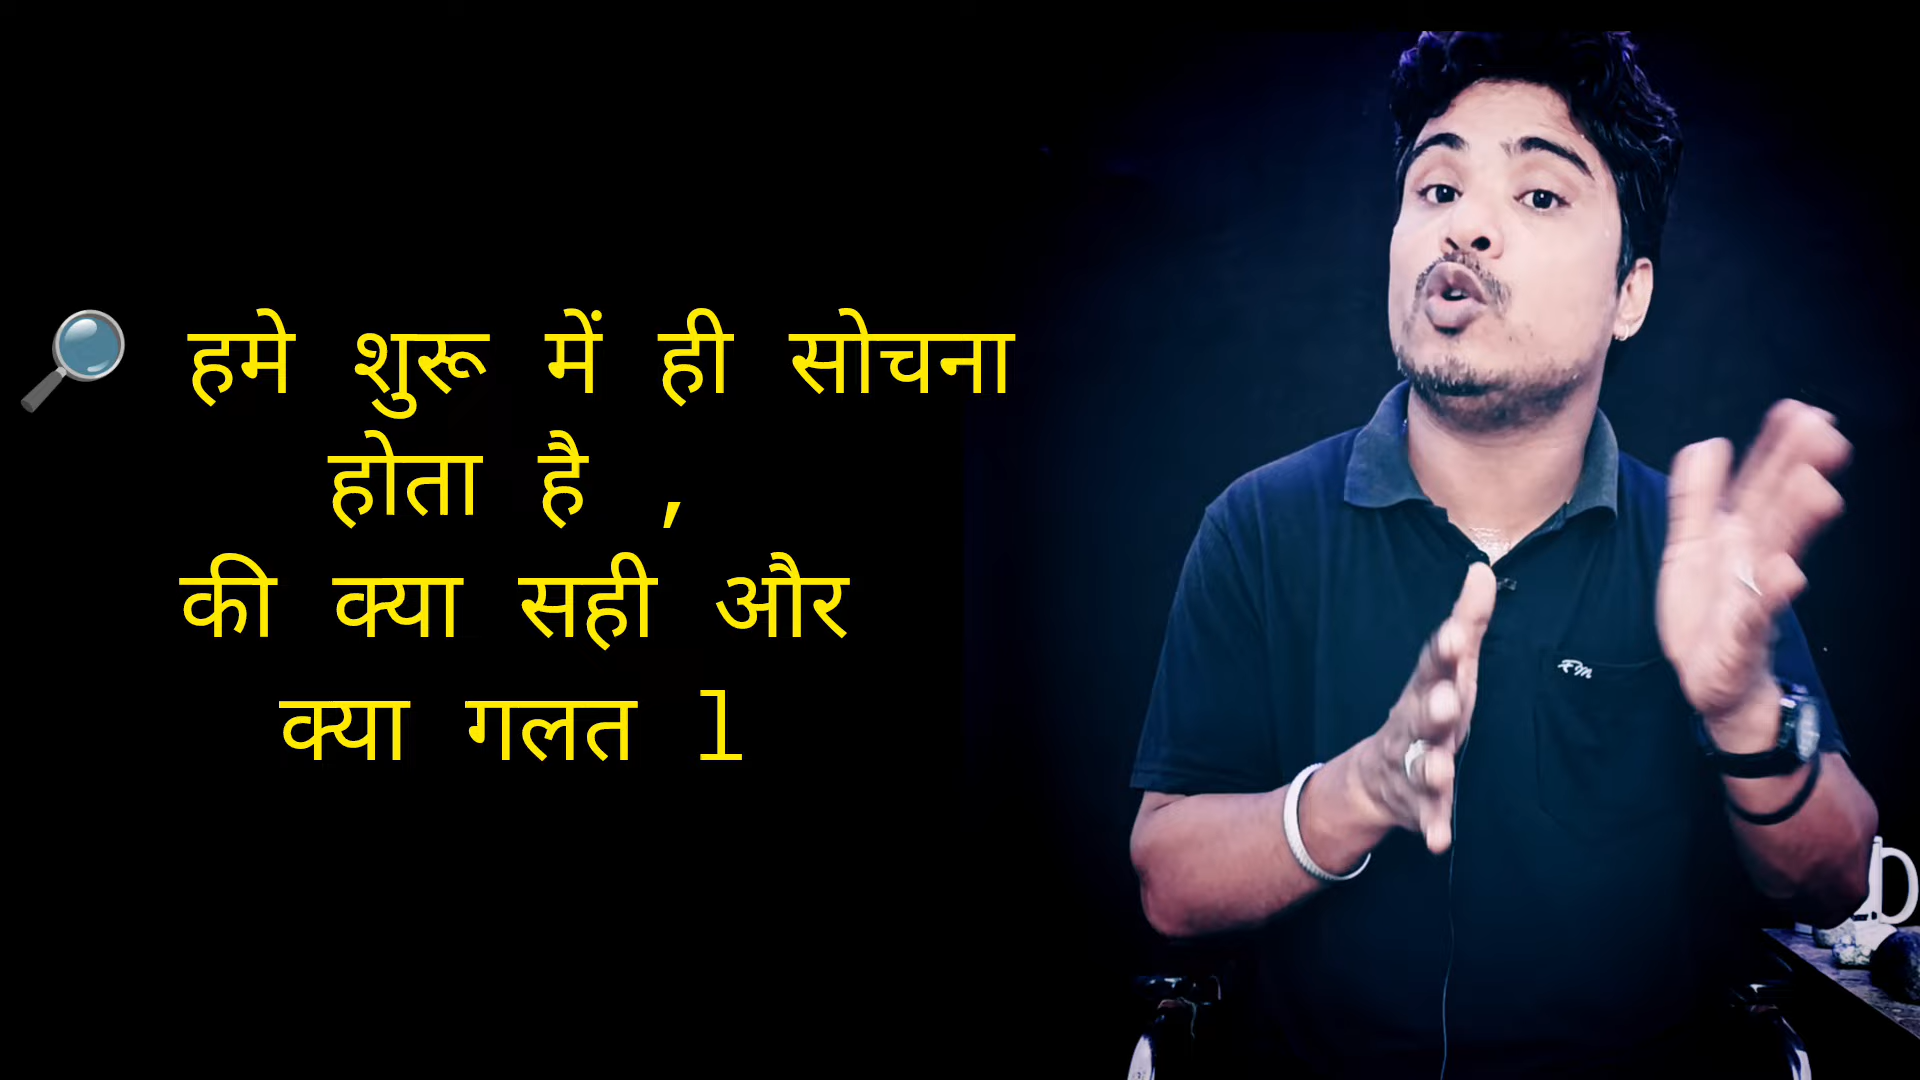 🔎 हमे शुरू में ही सोचना
होता है ,
की क्या सही और
क्या गलत l